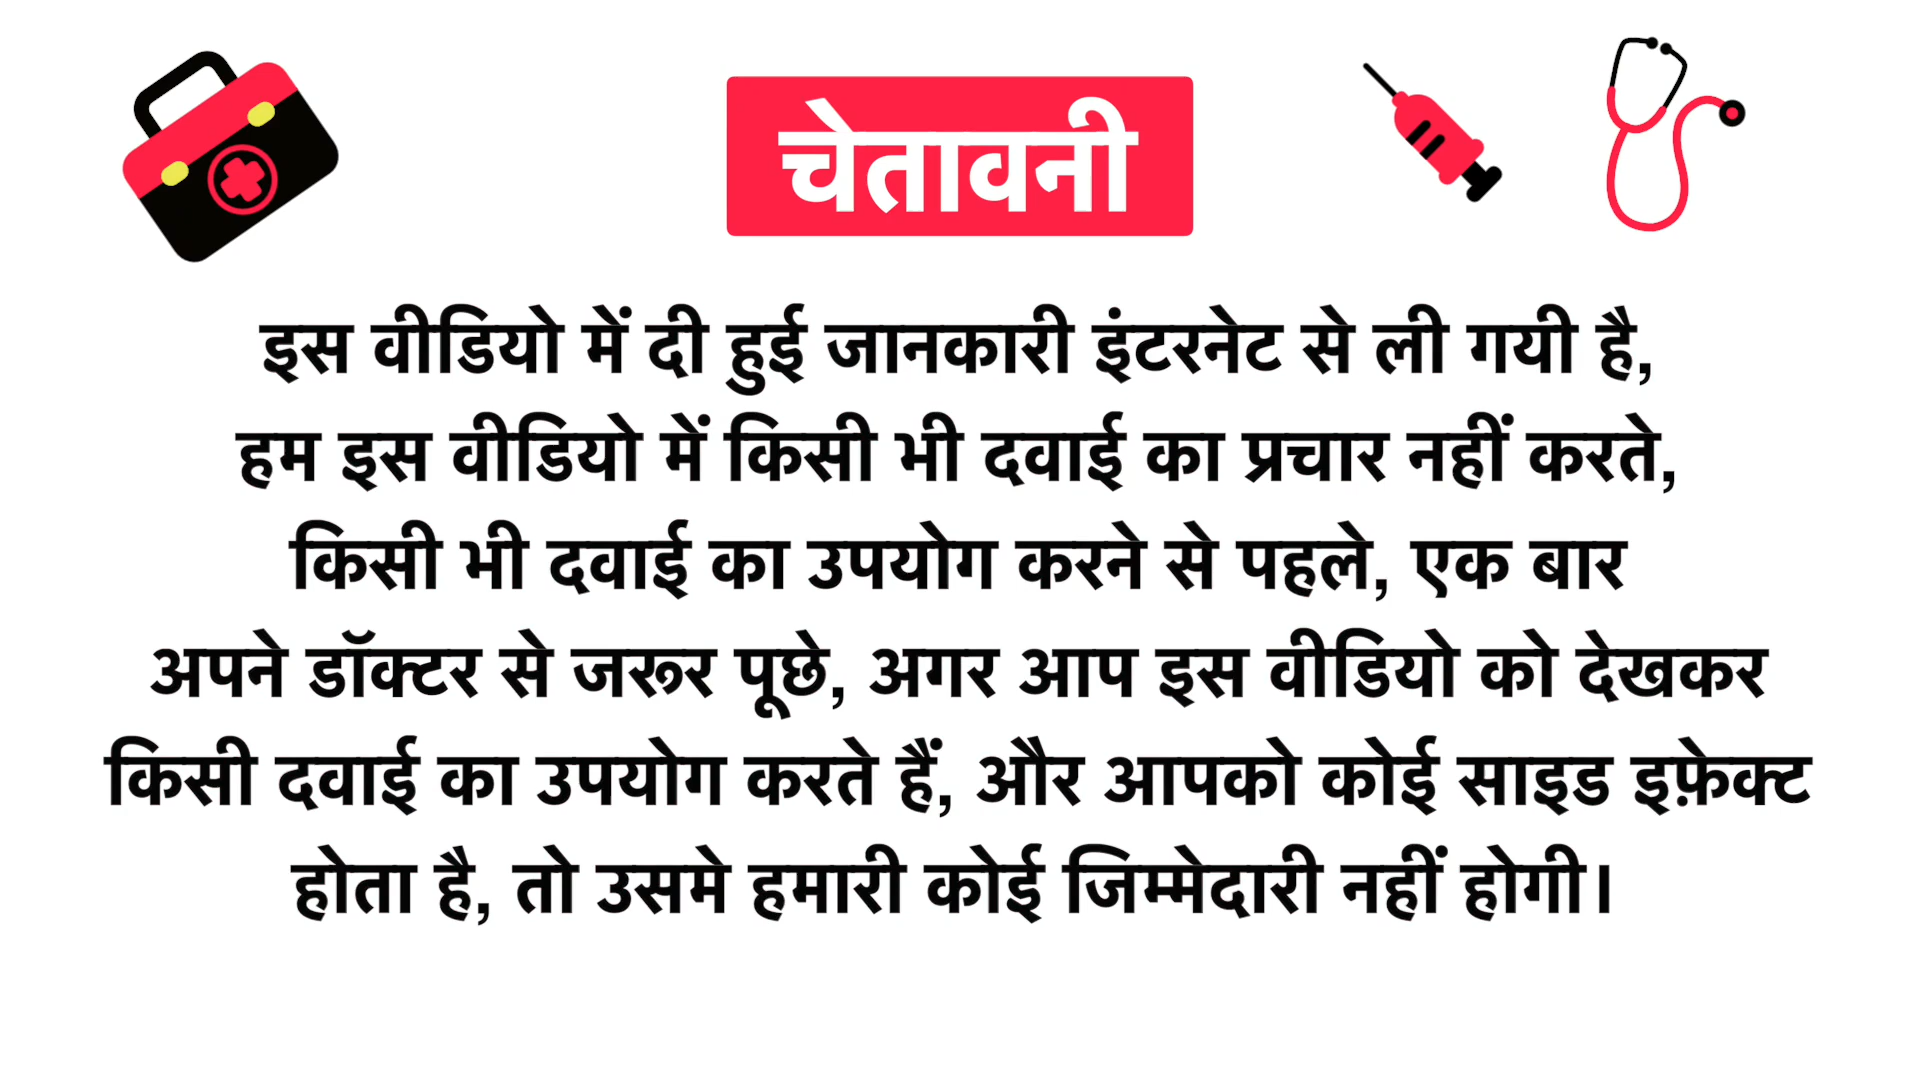 चेतावनी
इस वीडियो में दी हुई जानकारी इंटरनेट से ली गयी है,
हम इस वीडियो में किसी भी दवाई का प्रचार नहीं करते,
किसी भी दवाई का उपयोग करने से पहले, एक बार
अपने डॉक्टर से जरूर पूछे, अगर आप इस वीडियो को देखकर
किसी दवाई का उपयोग करते हैं, और आपको कोई साइड इफ़ेक्ट
होता है, तो उसमे हमारी कोई जिम्मेदारी नहीं होगी।